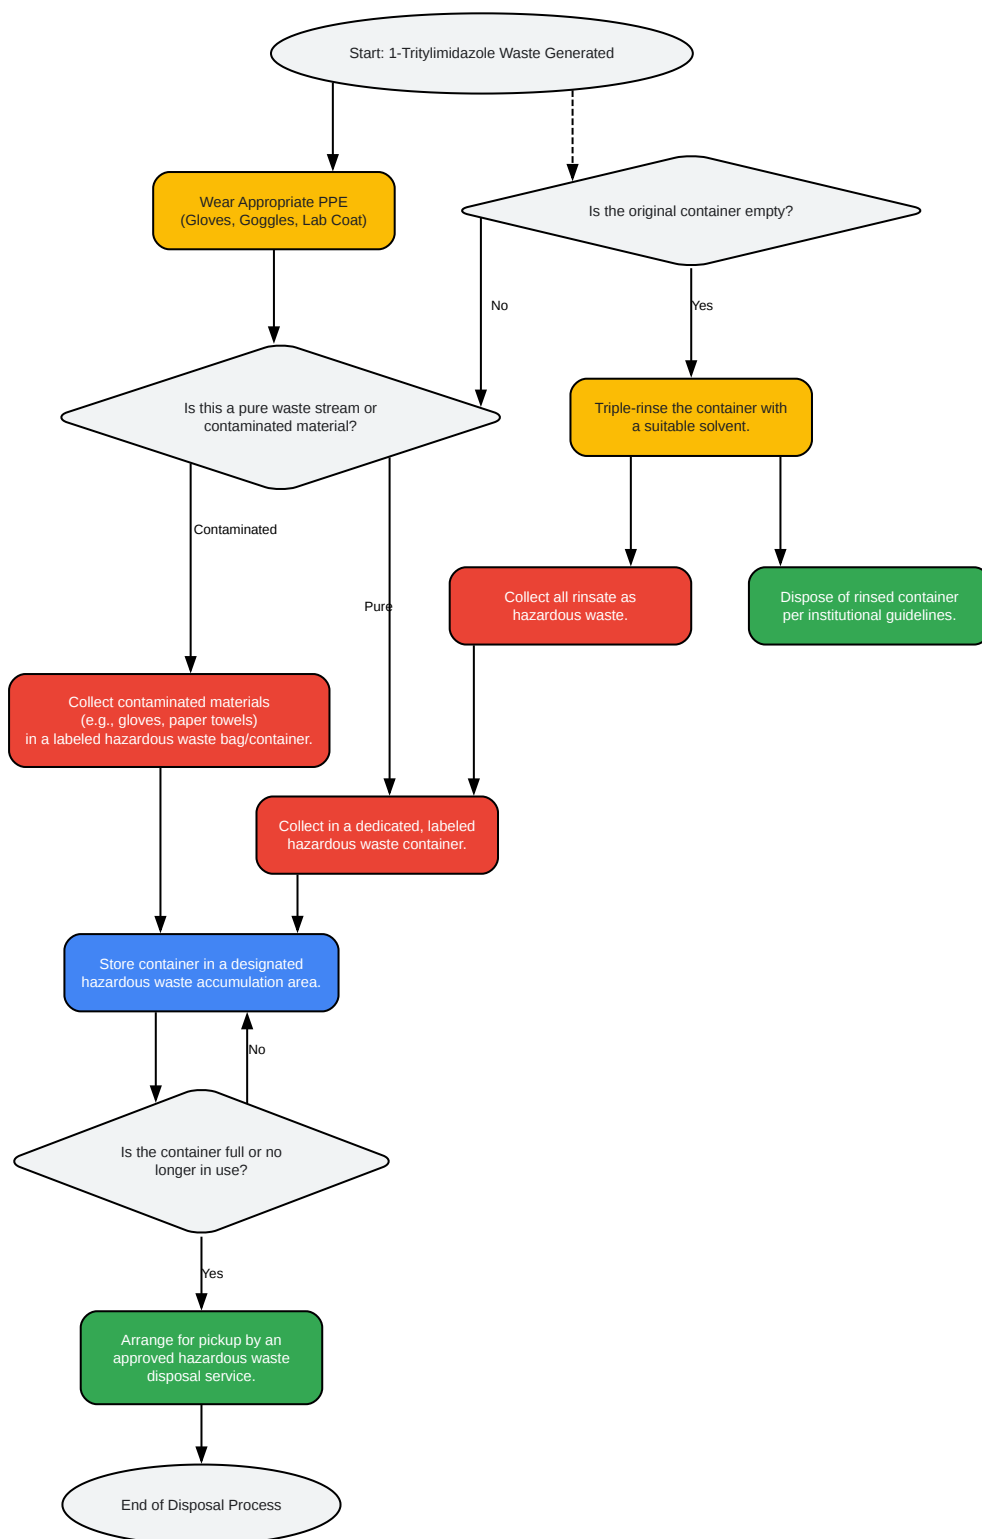 Start: 1-Tritylimidazole Waste Generated
Wear Appropriate PPE
(Gloves, Goggles, Lab Coat)
Is the original container empty?
No
Yes
Is this a pure waste stream or
contaminated material?
Triple-rinse the container with
a suitable solvent.
Contaminated
Pure
Collect all rinsate as
hazardous waste.
Dispose of rinsed container
per institutional guidelines.
Collect contaminated materials
(e.g., gloves, paper towels)
in a labeled hazardous waste bag/container.
Collect in a dedicated, labeled
hazardous waste container.
Store container in a designated
hazardous waste accumulation area.
No
Is the container full or no
longer in use?
Yes
Arrange for pickup by an
approved hazardous waste
disposal service.
End of Disposal Process